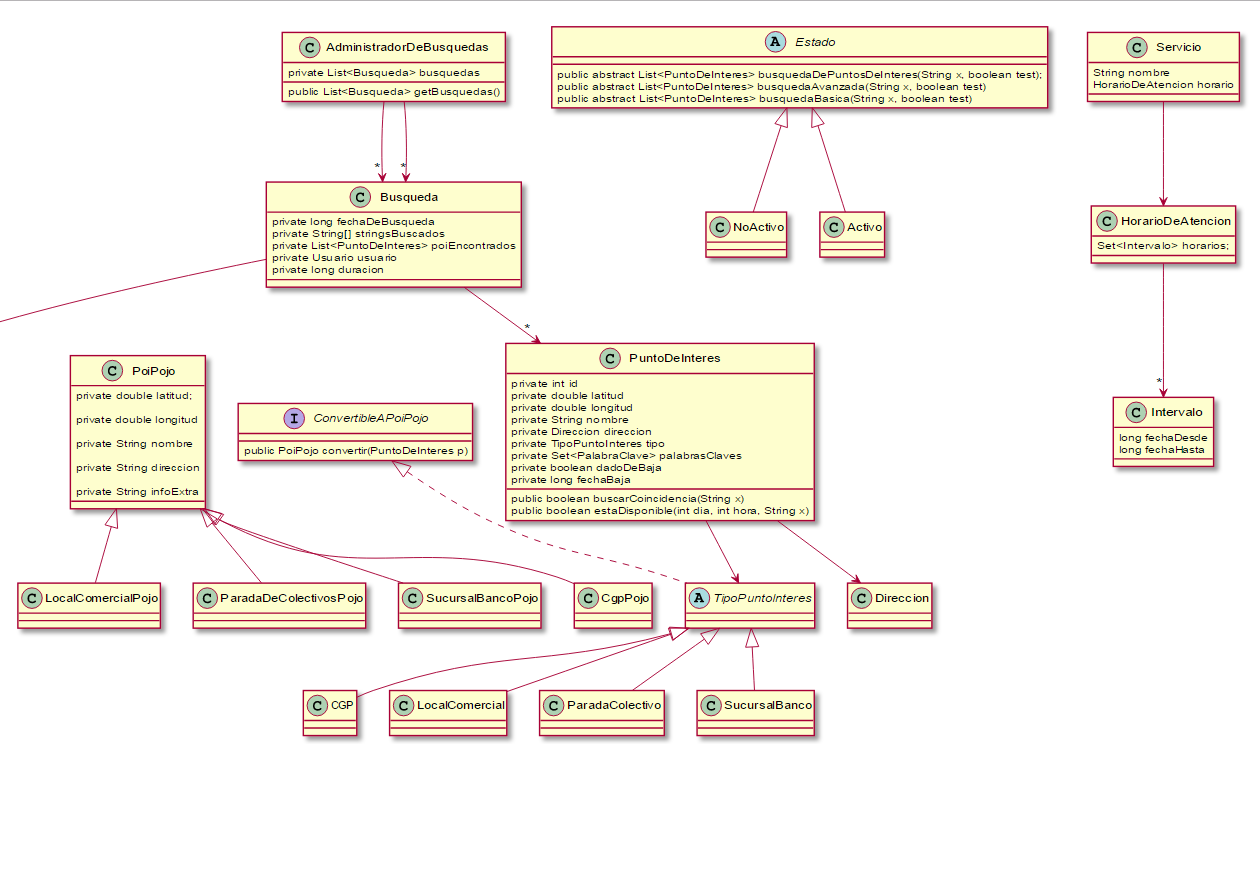 C AdministradorDeBusquedas
private List<Busqueda> busquedas
public List<Busqueda> getBusquedas()
A Estado
public abstract List<PuntoDeInteres> busquedaDePuntosDeInteres(String x, boolean test);
public abstract List<PuntoDeInteres> busquedaAvanzada(String x, boolean test)
public abstract List<PuntoDeInteres> busquedaBasica(String x, boolean test)
C Servicio
String nombre
HorarioDeAtencion horario
*
*
C Busqueda
private long fechaDeBusqueda
private String[] stringsBuscados
private List<PuntoDeInteres> poiEncontrados
private Usuario usuario
private long duracion
C NoActivo
C Activo
C HorarioDeAtencion
Set<Intervalo> horarios;
*
*
C PoiPojo
private double latitud;
private double longitud
private String nombre
private String direccion
private String infoExtra
I ConvertibleAPoiPojo
public PoiPojo convertir(PuntoDeInteres p)
C PuntoDeInteres
private int id
private double latitud
private double longitud
private String nombre
private Direccion direccion
private TipoPuntoInteres tipo
private Set<PalabraClave> palabrasClaves
private boolean dadoDeBaja
private long fechaBaja
public boolean buscarCoincidencia(String x)
public boolean estaDisponible(int dia, int hora, String x)
C Intervalo
long fechaDesde
long fechaHasta
C LocalComercialPojo
C ParadaDeColectivosPojo
C SucursalBancoPojo
C CgpPojo
A TipoPuntoInteres
C Direccion
C CGP
C LocalComercial
C ParadaColectivo
C SucursalBanco